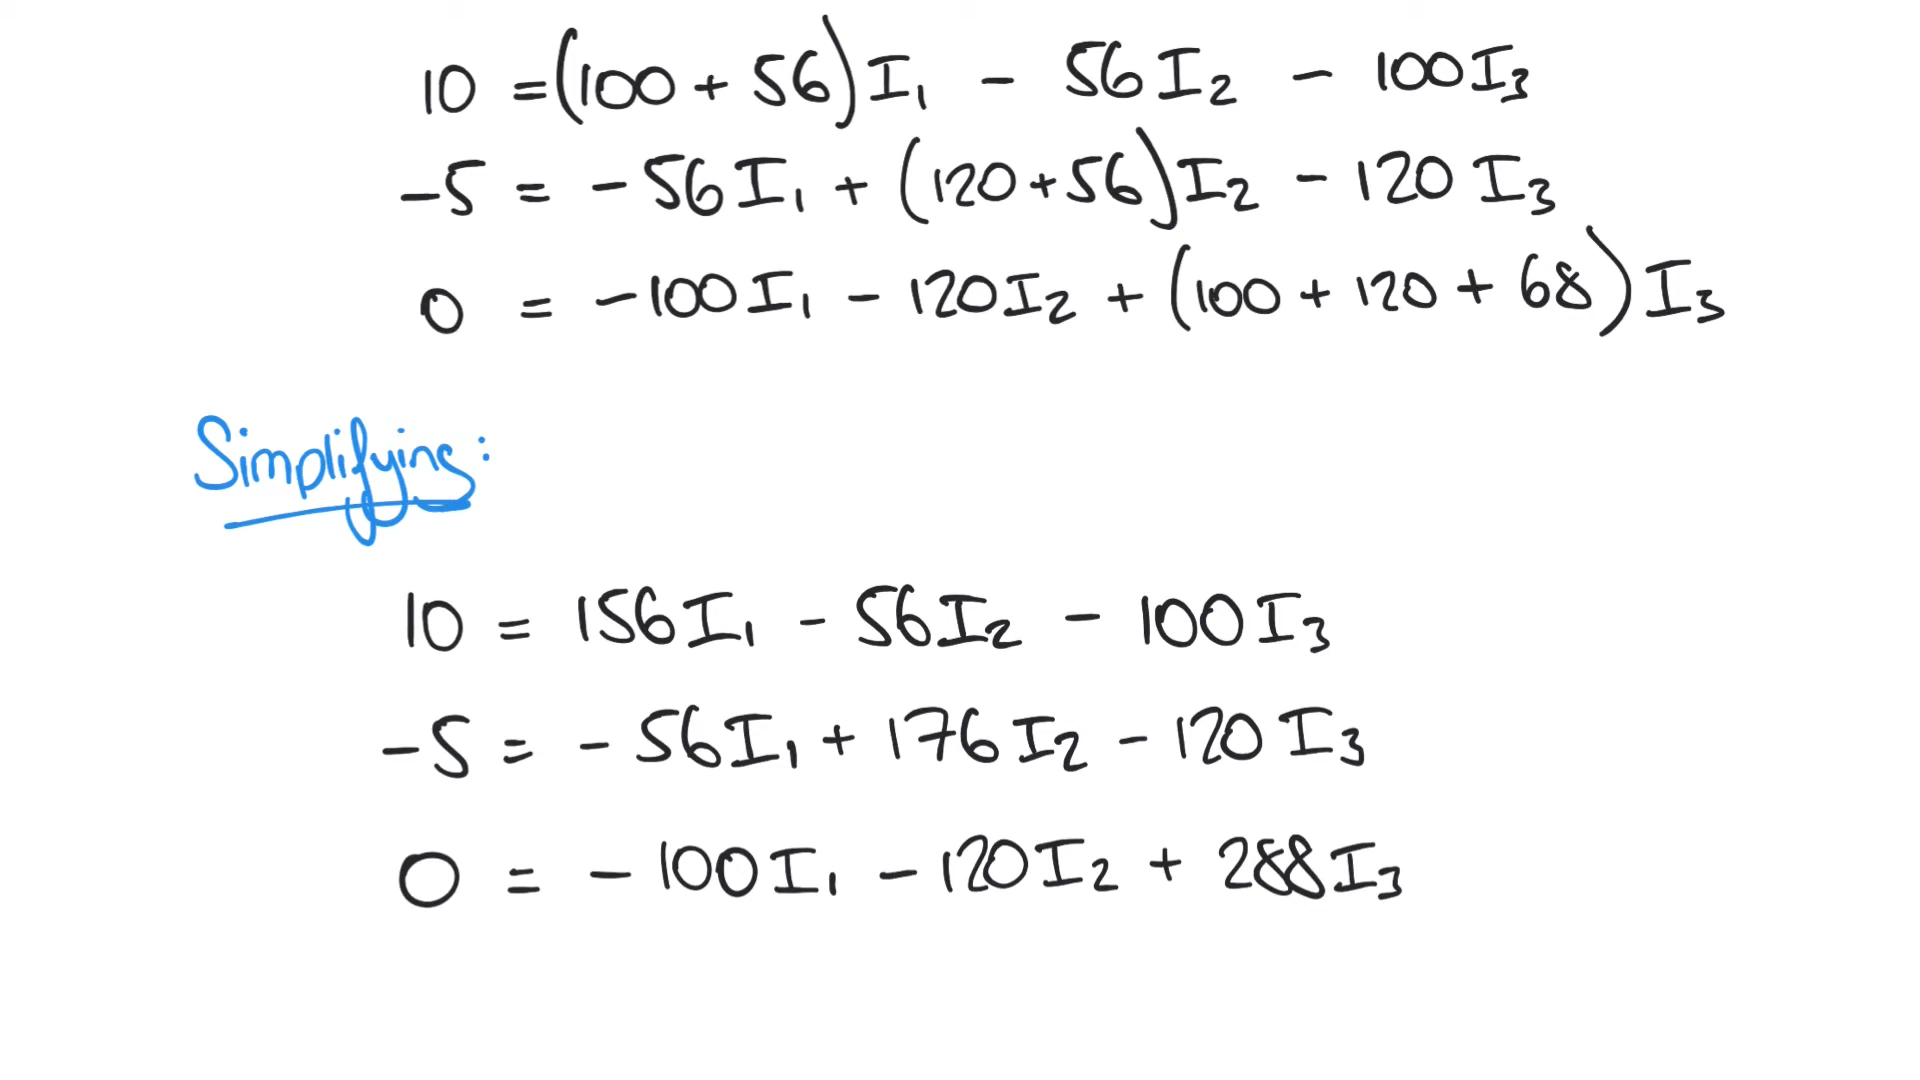 10 = (100 + 56) I₁ - 56 I₂ - 100 I₃
-5 = - 56 I₁ + (120 + 56) I₂ - 120 I₃
0 = - 100 I₁ - 120 I₂ + (100 + 120 + 68) I₃
Simplifying:
10 = 156 I₁ - 56 I₂ - 100 I₃
-5 = - 56 I₁ + 176 I₂ - 120 I₃
0 = - 100 I₁ - 120 I₂ + 288 I₃